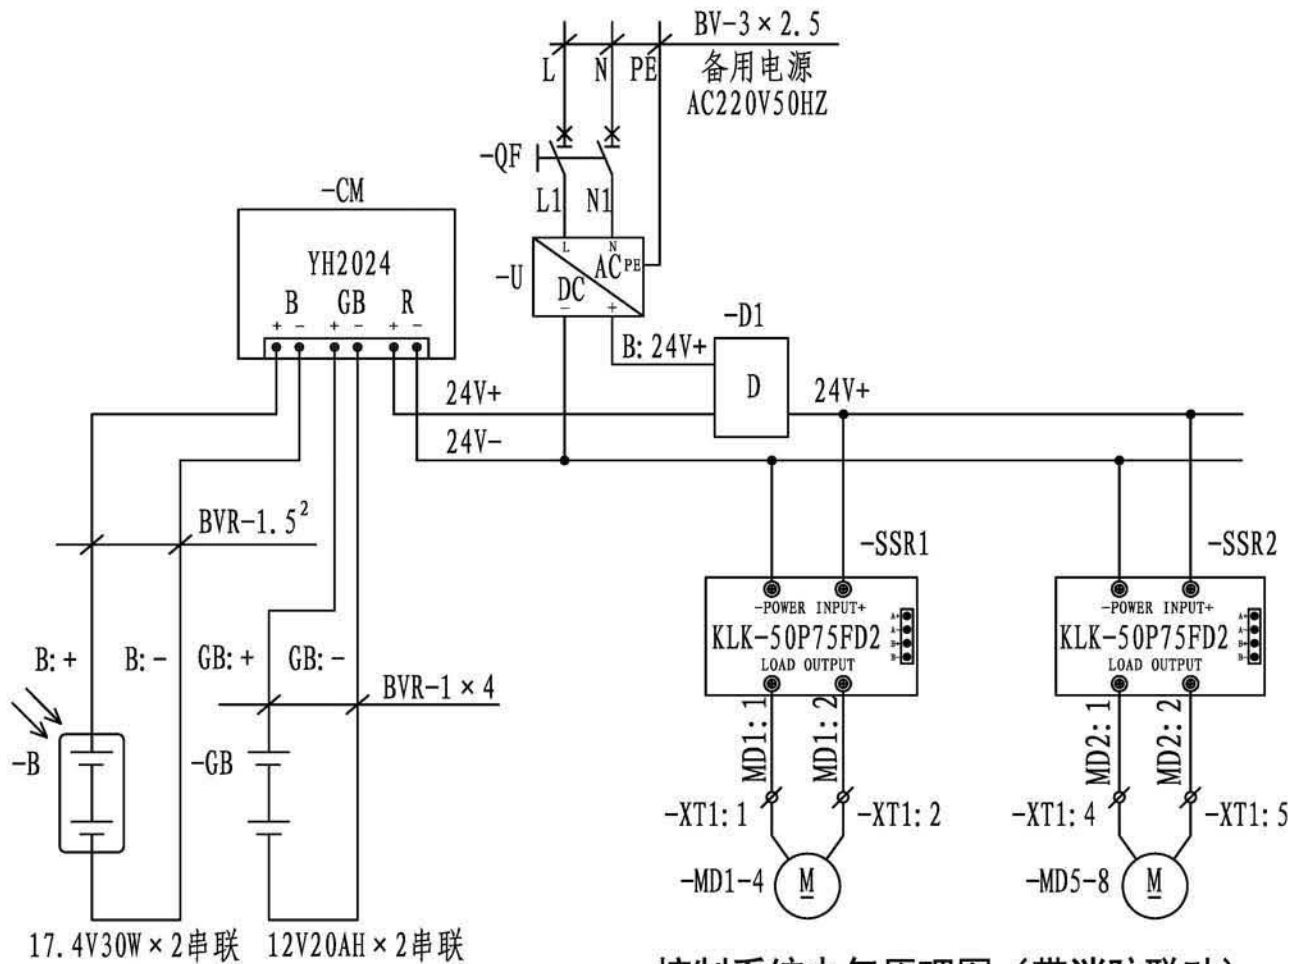 BV-3×2.5
L N PE
备用电源
AC220V50HZ
-QF
L1 N1
-CM
YH2024
B GB R
+ - + - + -
L N
AC PE
-U
DC
- +
B:24V+
-D1
D
24V+
24V+
24V-
BVR-1.5²
-SSR1
-POWER INPUT+
KLK-50P75FD2
LOAD OUTPUT
A+
A-
B+
B-
-SSR2
-POWER INPUT+
KLK-50P75FD2
LOAD OUTPUT
A+
A-
B+
B-
B:+ B:- GB:+ GB:-
BVR-1×4
MD1:1 MD1:2
MD2:1 MD2:2
-B
-GB
-XT1:1 -XT1:2
-XT1:4 -XT1:5
-MD1-4 M
-MD5-8 M
17.4V30W×2串联 12V20AH×2串联